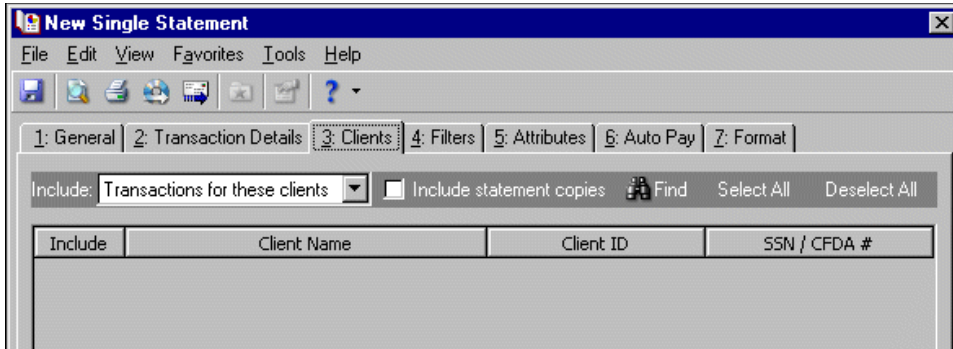 New Single Statement
File Edit View Favorites Tools Help
1: General 2: Transaction Details 3: Clients 4: Filters 5: Attributes 6: Auto Pay 7: Format
Include: Transactions for these clients Include statement copies Find Select All Deselect All
Include Client Name Client ID SSN / CFDA #